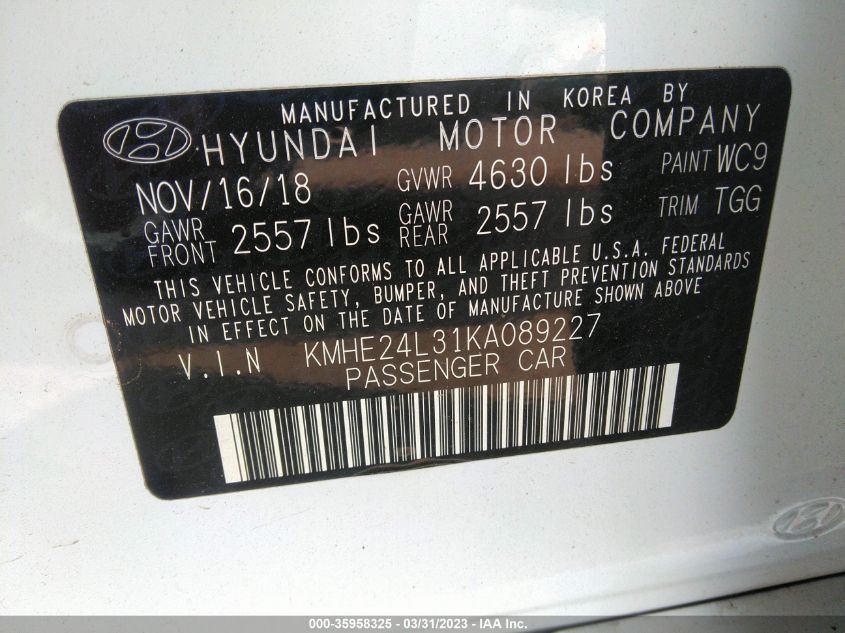 MANUFACTURED IN KOREA BY
HYUNDAI MOTOR COMPANY
NOV/16/18 GVWR 4630 lbs PAINT WC9
GAWR FRONT 2557 lbs GAWR REAR 2557 lbs TRIM TGG
THIS VEHICLE CONFORMS TO ALL APPLICABLE U.S.A. FEDERAL
MOTOR VEHICLE SAFETY, BUMPER, AND THEFT PREVENTION STANDARDS
IN EFFECT ON THE DATE OF MANUFACTURE SHOWN ABOVE
V.I.N KMHE24L31KA089227
PASSENGER CAR
000-35958325 - 03/31/2023 - IAA Inc.